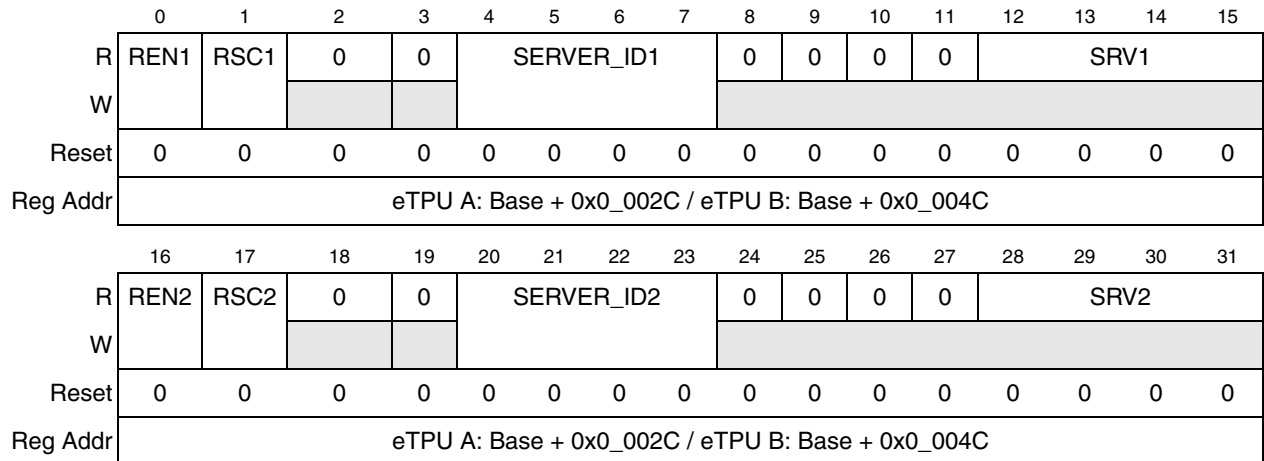 0 1 2 3 4 5 6 7 8 9 10 11 12 13 14 15
R REN1 RSC1 0 0 SERVER_ID1 0 0 0 0 SRV1
W
Reset 0 0 0 0 0 0 0 0 0 0 0 0 0 0 0 0
Reg Addr eTPU A: Base + 0x0_002C / eTPU B: Base + 0x0_004C
16 17 18 19 20 21 22 23 24 25 26 27 28 29 30 31
R REN2 RSC2 0 0 SERVER_ID2 0 0 0 0 SRV2
W
Reset 0 0 0 0 0 0 0 0 0 0 0 0 0 0 0 0
Reg Addr eTPU A: Base + 0x0_002C / eTPU B: Base + 0x0_004C